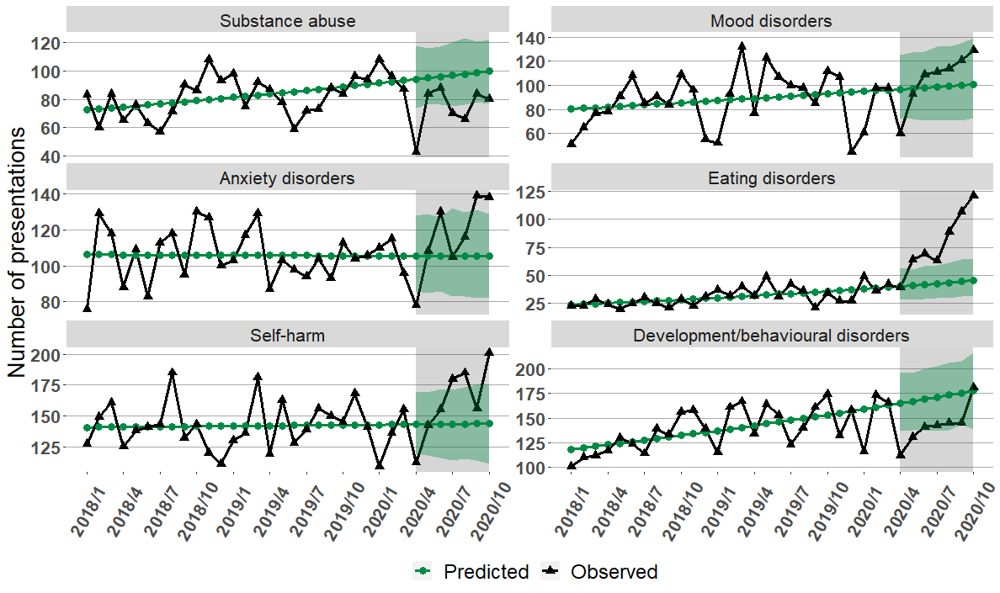 Number of presentations
Substance abuse
120
100
80
60
40
Mood disorders
140
120
100
80
60
Anxiety disorders
140
120
100
80
Eating disorders
125
100
75
50
25
Self-harm
200
175
150
125
Development/behavioural disorders
200
175
150
125
100
2018/1 2018/4 2018/7 2018/10 2019/1 2019/4 2019/7 2019/10 2020/1 2020/4 2020/7 2020/10
2018/1 2018/4 2018/7 2018/10 2019/1 2019/4 2019/7 2019/10 2020/1 2020/4 2020/7 2020/10
Predicted Observed